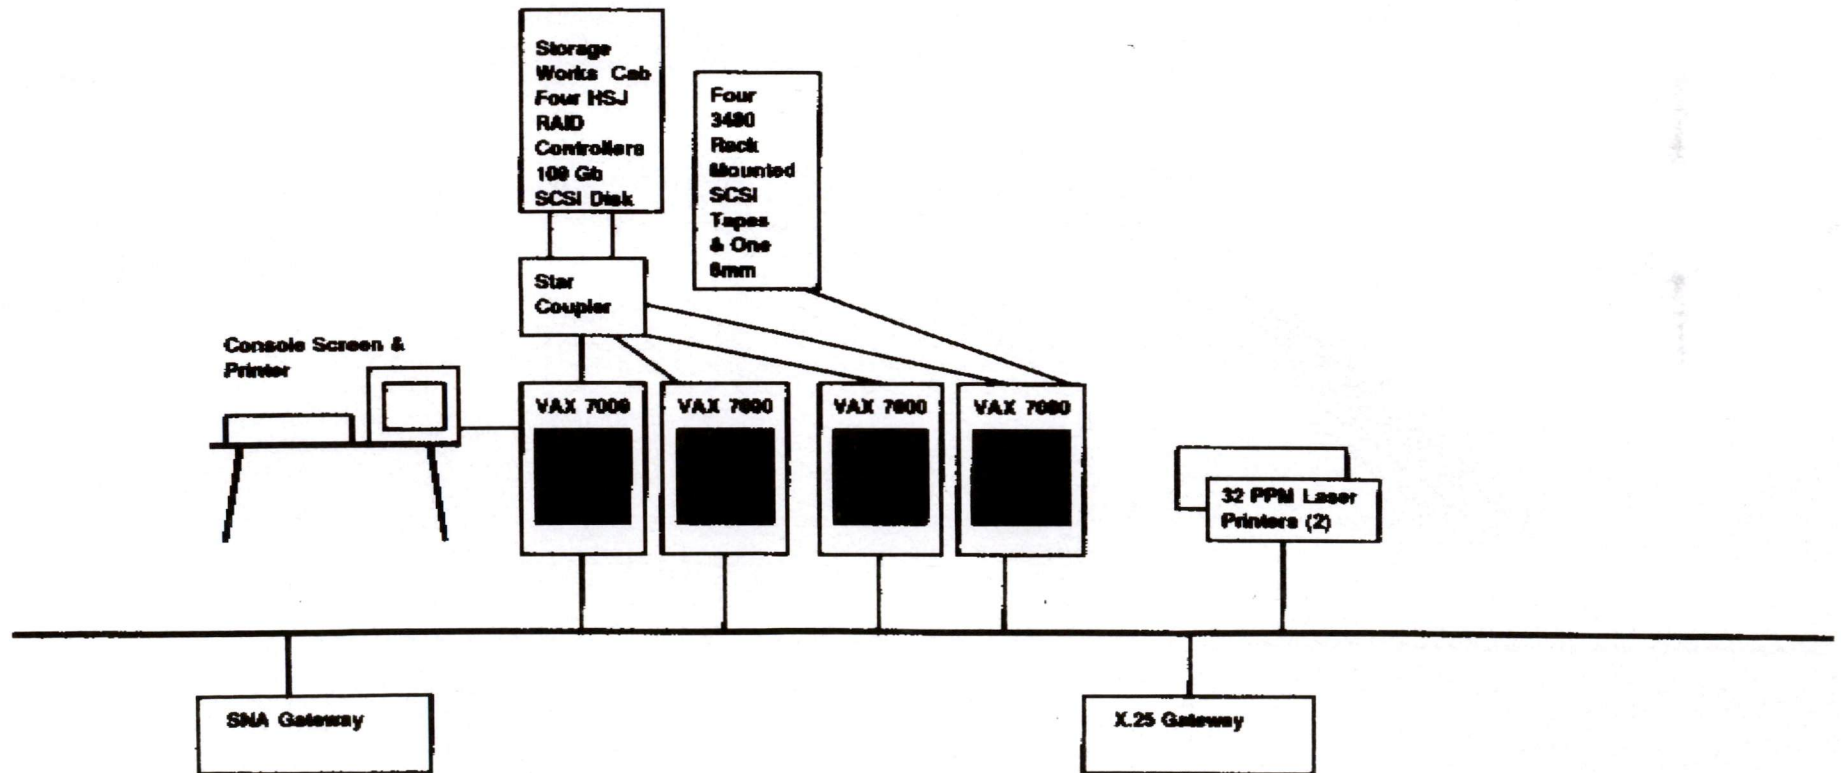 Storage
Works Cab
Four HSJ
RAID
Controllers
100 Gb
SCSI Disk
Four
3480
Rack
Mounted
SCSI
Tapes
& One
8mm
Star
Coupler
Console Screen &
Printer
VAX 7000
VAX 7000
VAX 7000
VAX 7000
32 PPM Laser
Printers (2)
SNA Gateway
X.25 Gateway